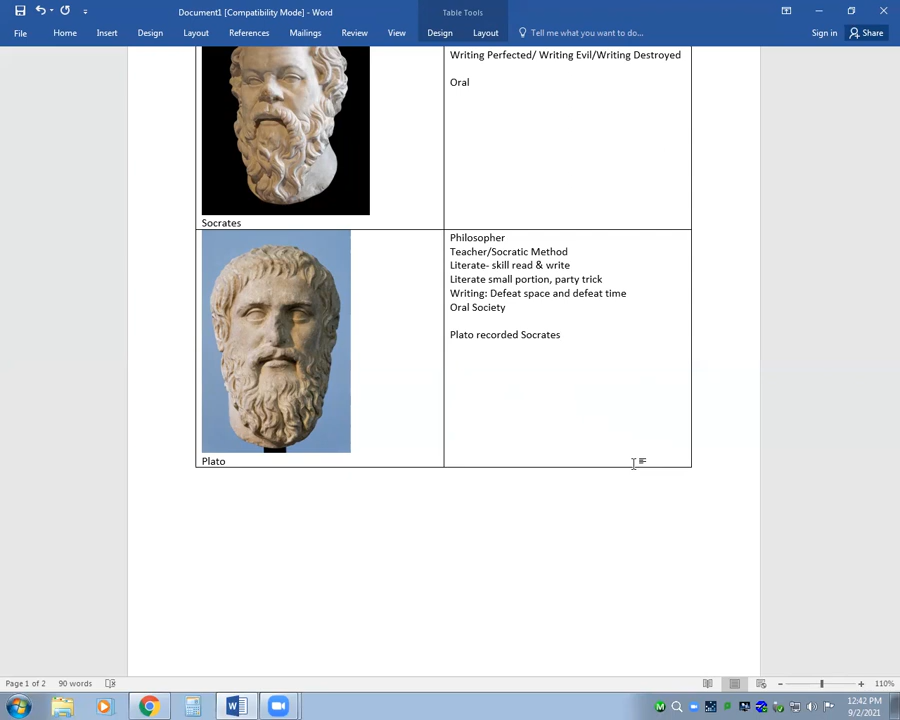 Document1 [Compatibility Mode] - Word
Table Tools
File Home Insert Design Layout References Mailings Review View Design Layout Tell me what you want to do... Sign in Share
Writing Perfected/ Writing Evil/Writing Destroyed
Oral
Socrates
Philosopher
Teacher/Socratic Method
Literate- skill read & write
Literate small portion, party trick
Writing: Defeat space and defeat time
Oral Society
Plato recorded Socrates
Plato
Page 1 of 2 90 words 110%
12:42 PM
9/2/2021